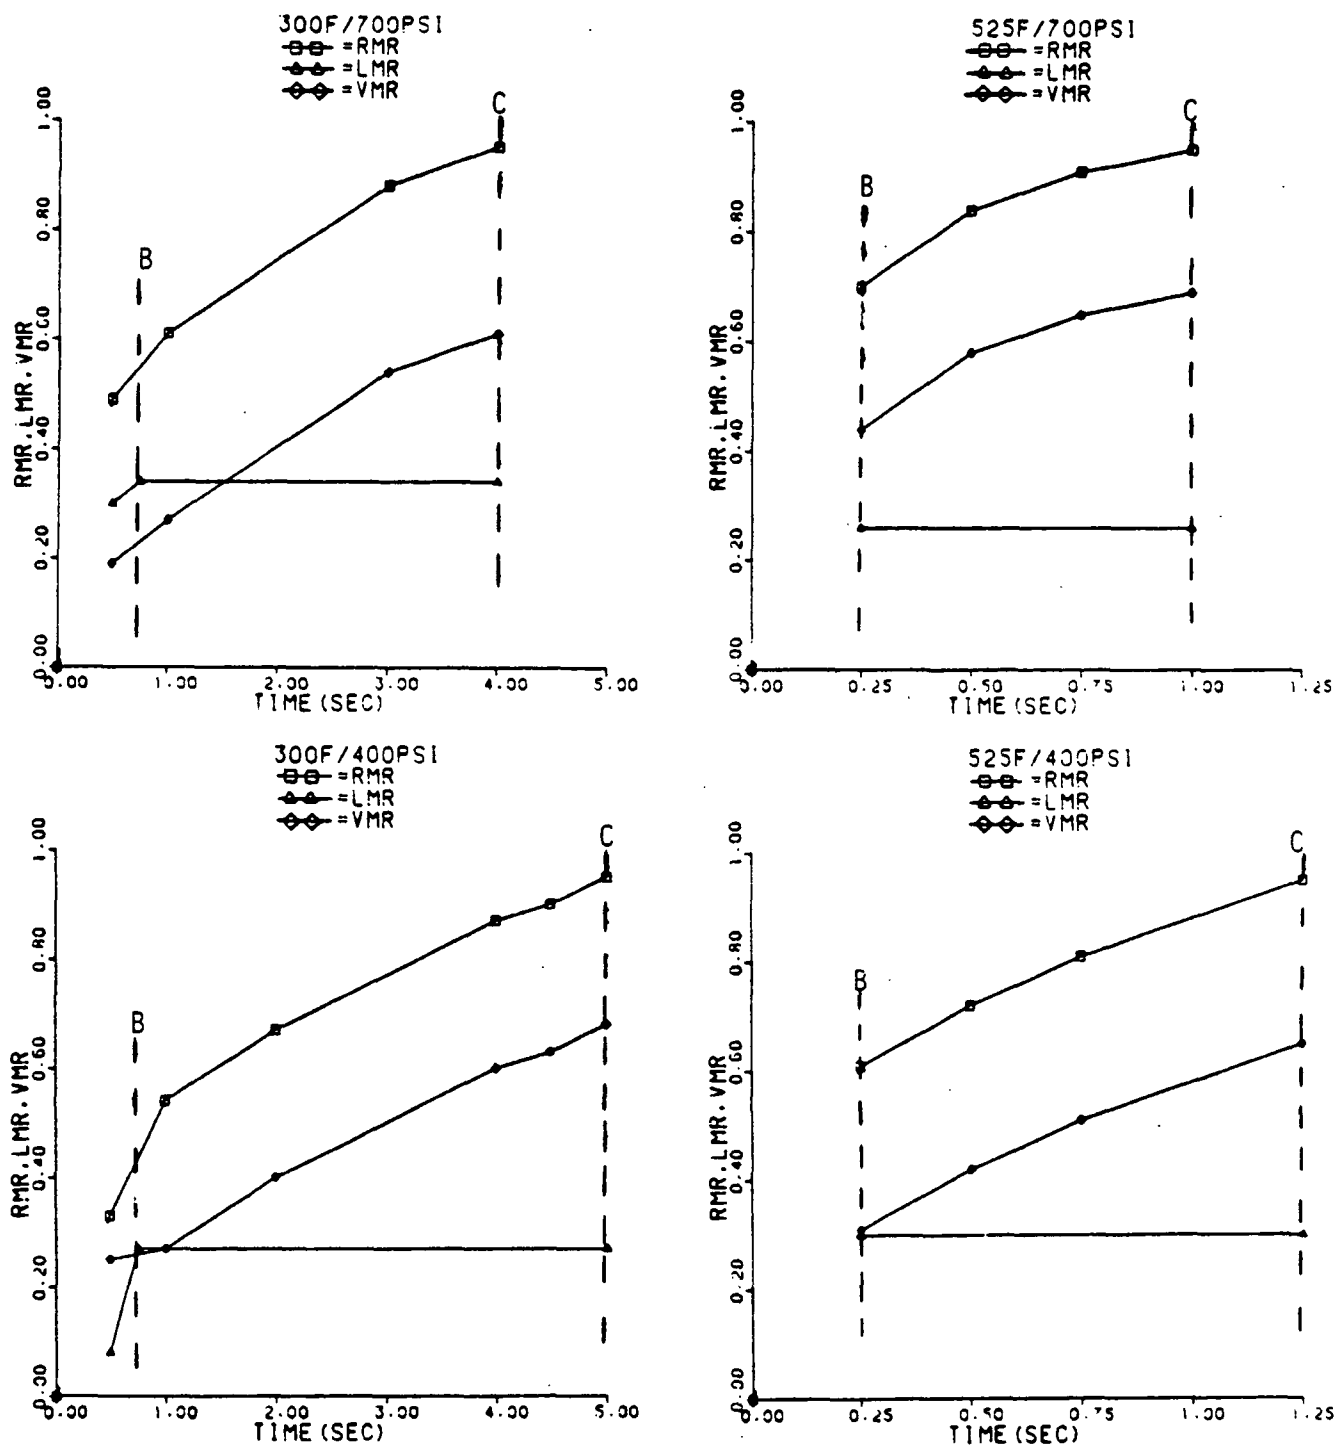 300F/700PSI
=RMR
=LMR
=VMR
C
B
1.00
0.80
0.60
0.40
0.20
0.00
RMR.LMR.VMR
0.00 1.00 2.00 3.00 4.00 5.00
TIME(SEC)
525F/700PSI
=RMR
=LMR
=VMR
C
B
1.00
0.80
0.60
0.40
0.20
0.00
RMR.LMR.VMR
0.00 0.25 0.50 0.75 1.00 1.25
TIME(SEC)
300F/400PSI
=RMR
=LMR
=VMR
C
B
1.00
0.80
0.60
0.40
0.20
0.00
RMR.LMR.VMR
0.00 1.00 2.00 3.00 4.00 5.00
TIME(SEC)
525F/400PSI
=RMR
=LMR
=VMR
C
B
1.00
0.80
0.60
0.40
0.20
0.00
RMR.LMR.VMR
0.00 0.25 0.50 0.75 1.00 1.25
TIME(SEC)